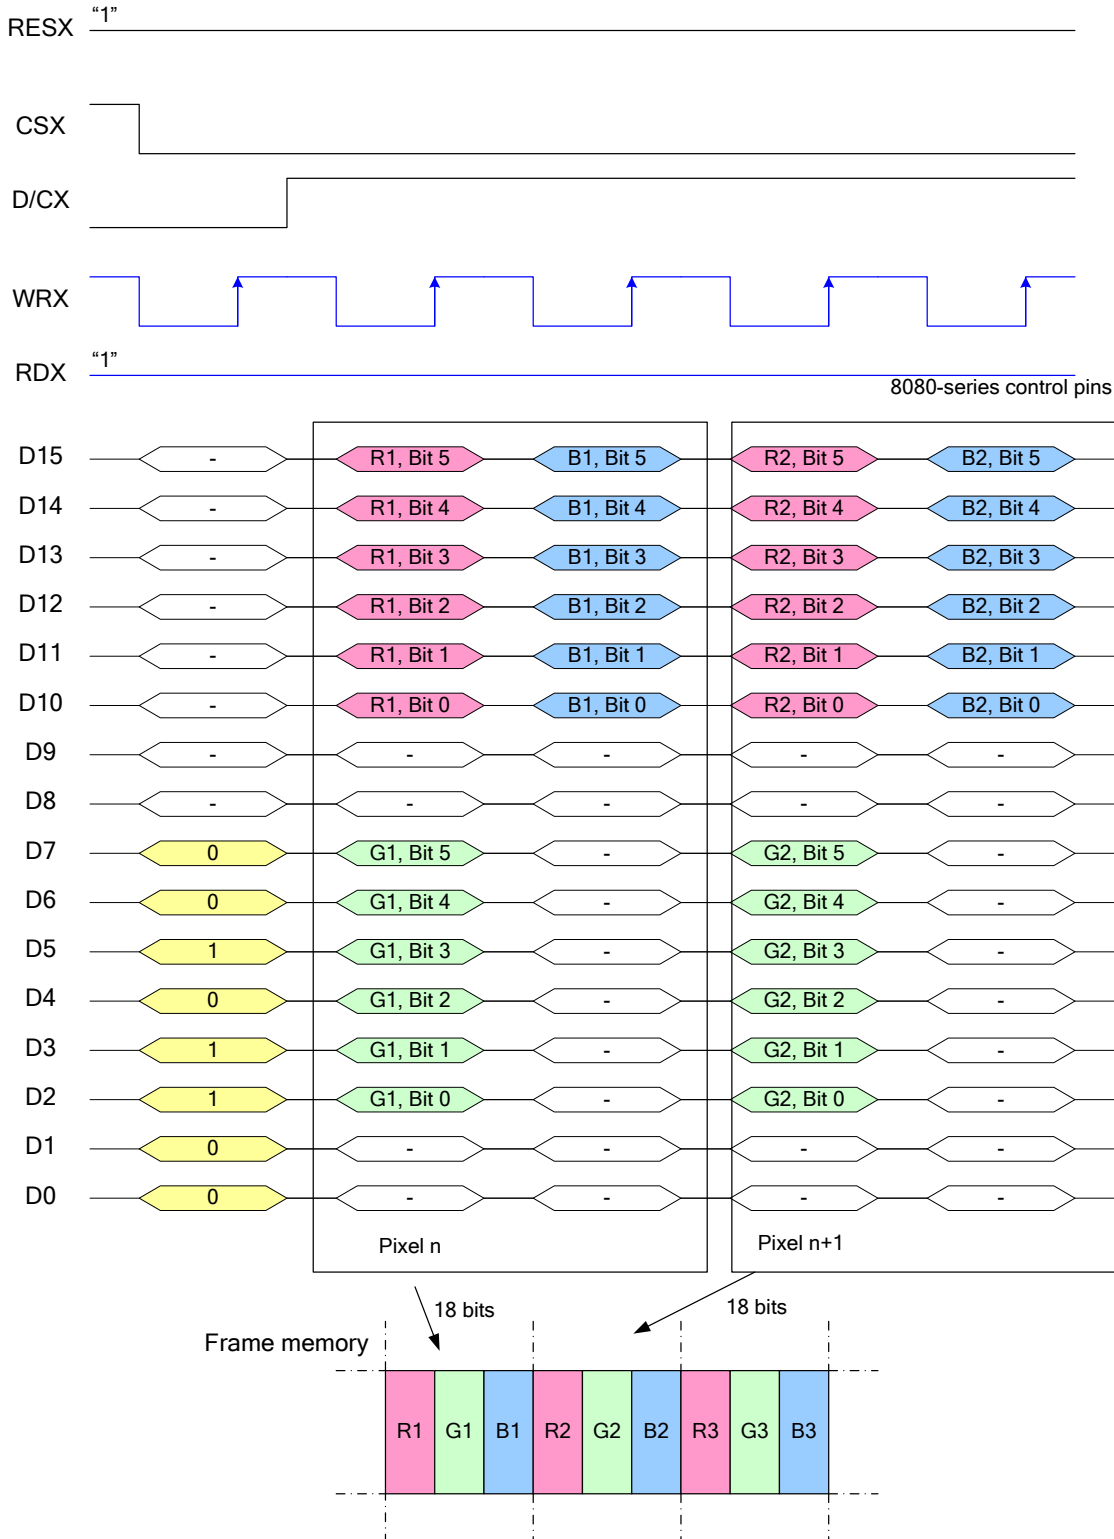 RESX “1”
CSX
D/CX
WRX
RDX “1”
8080-series control pins
D15 - R1, Bit 5 B1, Bit 5 R2, Bit 5 B2, Bit 5
D14 - R1, Bit 4 B1, Bit 4 R2, Bit 4 B2, Bit 4
D13 - R1, Bit 3 B1, Bit 3 R2, Bit 3 B2, Bit 3
D12 - R1, Bit 2 B1, Bit 2 R2, Bit 2 B2, Bit 2
D11 - R1, Bit 1 B1, Bit 1 R2, Bit 1 B2, Bit 1
D10 - R1, Bit 0 B1, Bit 0 R2, Bit 0 B2, Bit 0
D9 - - - - -
D8 - - - - -
D7 0 G1, Bit 5 - G2, Bit 5 -
D6 0 G1, Bit 4 - G2, Bit 4 -
D5 1 G1, Bit 3 - G2, Bit 3 -
D4 0 G1, Bit 2 - G2, Bit 2 -
D3 1 G1, Bit 1 - G2, Bit 1 -
D2 1 G1, Bit 0 - G2, Bit 0 -
D1 0 - - - -
D0 0 - - - -
Pixel n Pixel n+1
18 bits 18 bits
Frame memory
R1 G1 B1 R2 G2 B2 R3 G3 B3